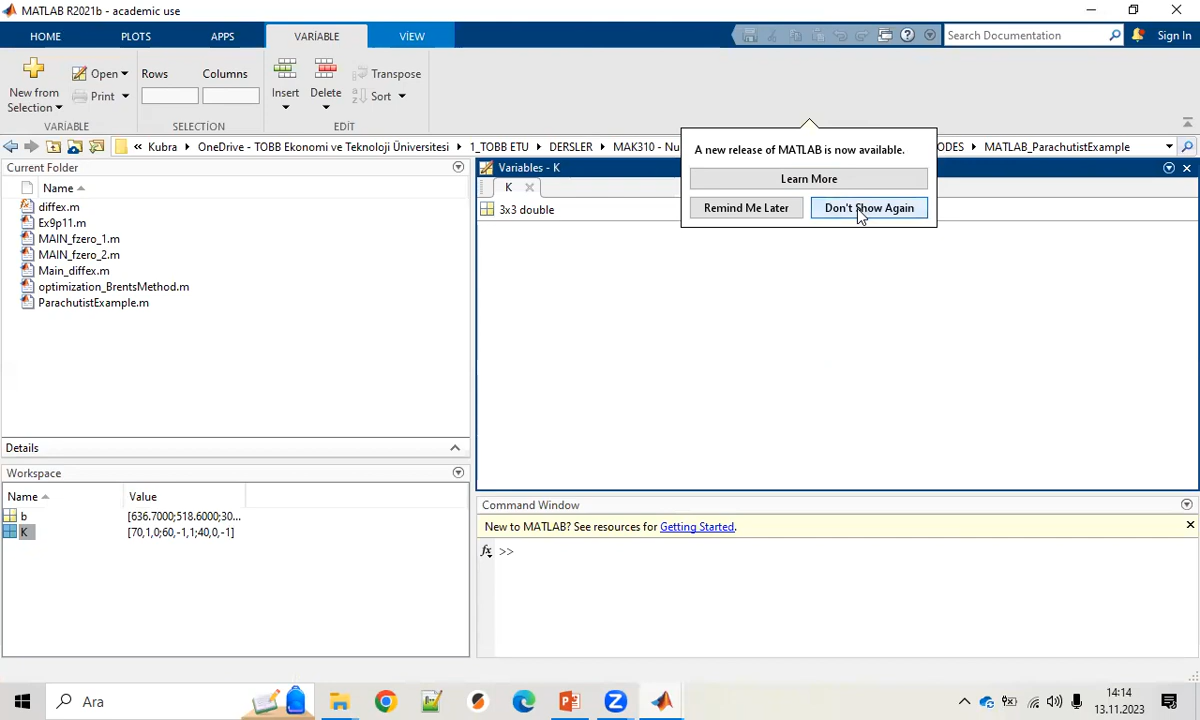 MATLAB R2021b - academic use
HOME PLOTS APPS VARIABLE VİEW
Search Documentation Sign In
New from Selection
Open
Print
VARIABLE
Rows Columns
SELECTİON
Insert Delete
Transpose
Sort
EDİT
« Kubra OneDrive - TOBB Ekonomi ve Teknoloji Üniversitesi 1_TOBB ETU DERSLER MAK310 - Nu ODES MATLAB_ParachutistExample
A new release of MATLAB is now available.
Learn More
Remind Me Later Don't Show Again
Current Folder
Name
diffex.m
Ex9p11.m
MAIN_fzero_1.m
MAIN_fzero_2.m
Main_diffex.m
optimization_BrentsMethod.m
ParachutistExample.m
Details
Workspace
Name Value
b [636.7000;518.6000;30...
K [70,1,0;60,-1,1;40,0,-1]
Variables - K
K
3x3 double
Command Window
New to MATLAB? See resources for Getting Started.
fx >>
Ara
14:14
13.11.2023